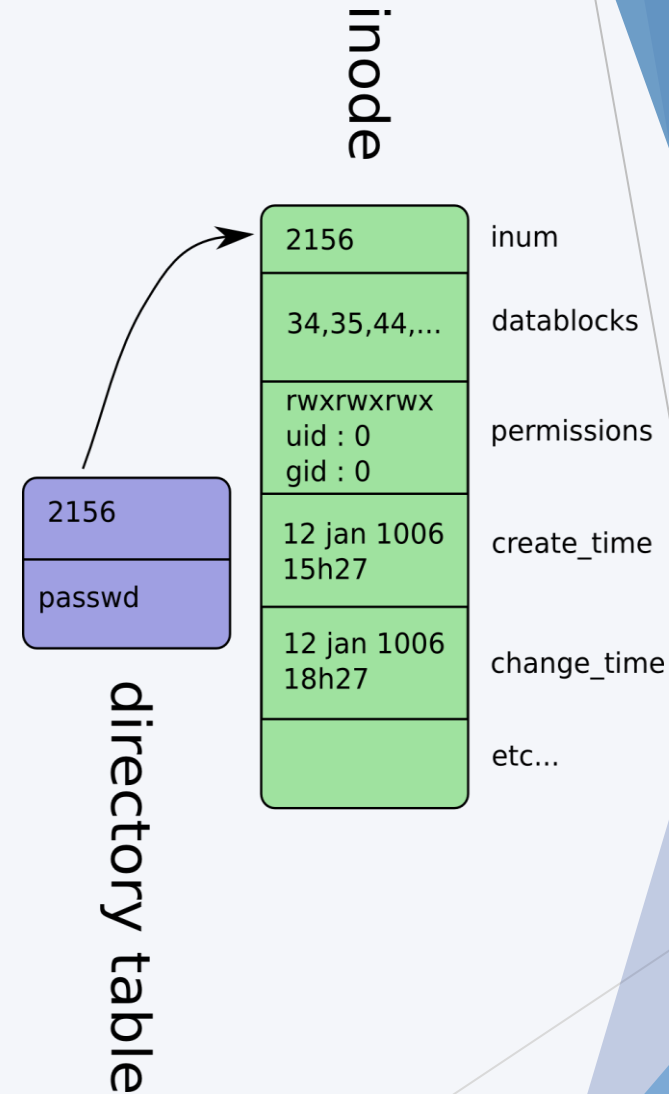 inode
2156
inum
34,35,44,...
datablocks
rwxrwxrwx
uid : 0
gid : 0
permissions
12 jan 1006
15h27
create_time
12 jan 1006
18h27
change_time
etc...
2156
passwd
directory table